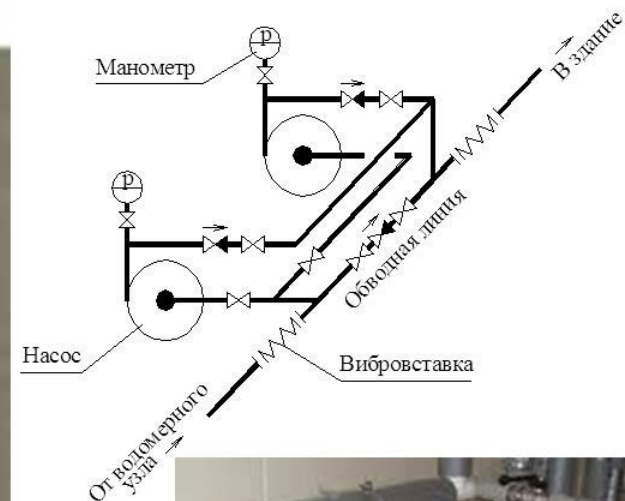 p
Манометр
В здание
p
Обводная линия
Насос
Вибровставка
От водомерного
узла